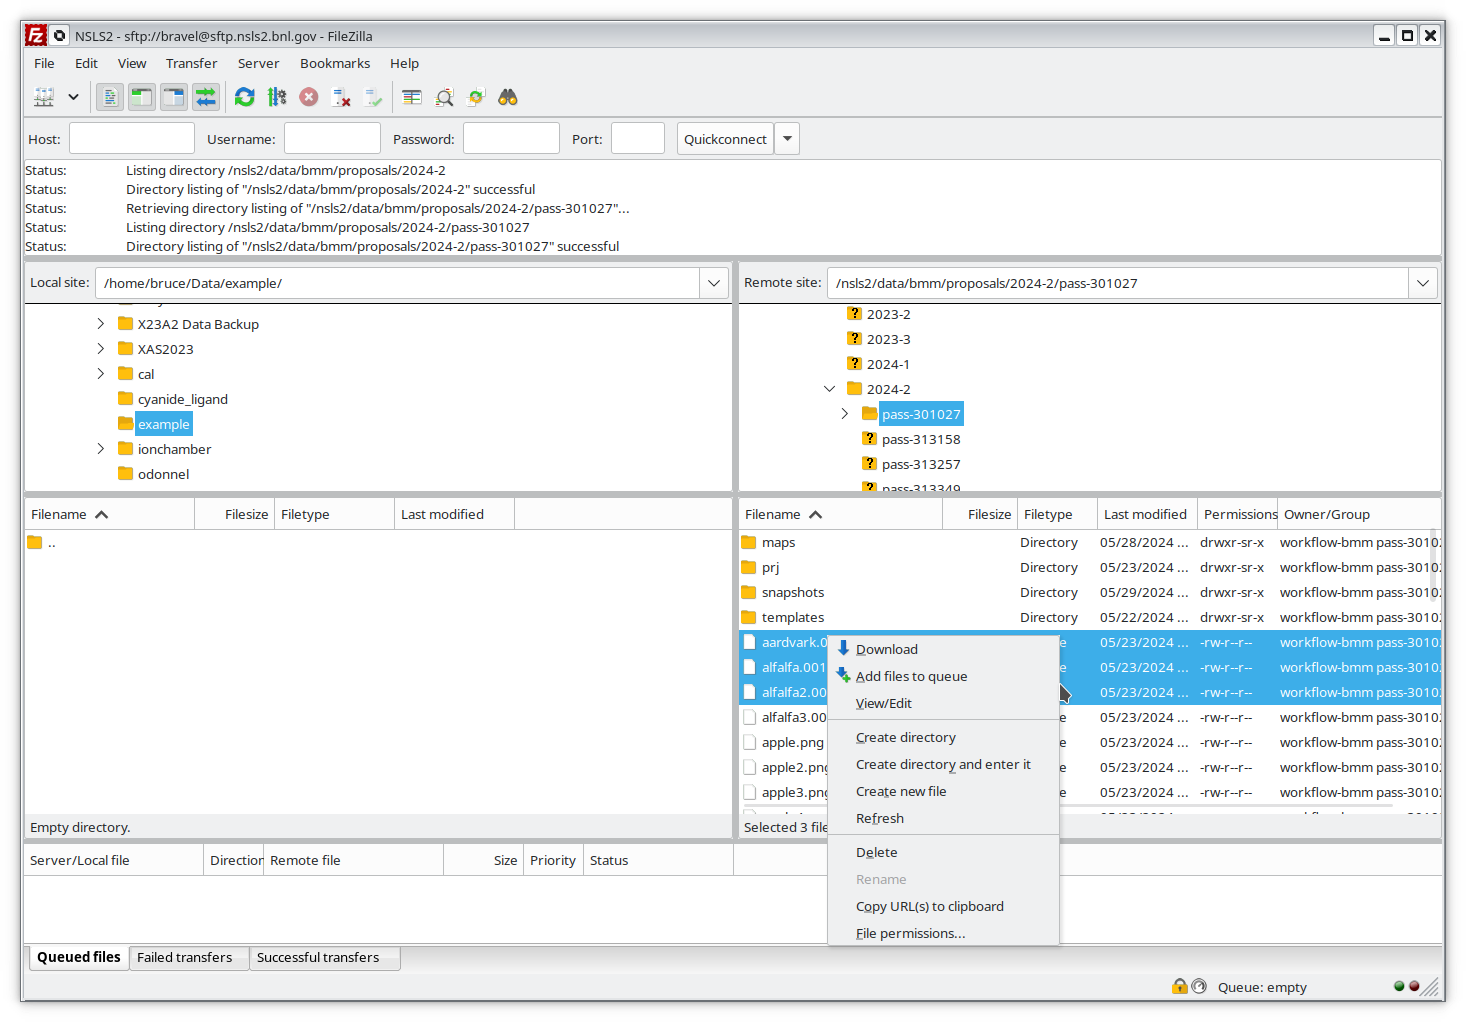 NSLS2 - sftp://bravel@sftp.nsls2.bnl.gov - FileZilla
File Edit View Transfer Server Bookmarks Help
Host: Username: Password: Port: Quickconnect
Status: Listing directory /nsls2/data/bmm/proposals/2024-2
Status: Directory listing of "/nsls2/data/bmm/proposals/2024-2" successful
Status: Retrieving directory listing of "/nsls2/data/bmm/proposals/2024-2/pass-301027"...
Status: Listing directory /nsls2/data/bmm/proposals/2024-2/pass-301027
Status: Directory listing of "/nsls2/data/bmm/proposals/2024-2/pass-301027" successful
Local site: /home/bruce/Data/example/
X23A2 Data Backup
XAS2023
cal
cyanide_ligand
example
ionchamber
odonnel
Remote site: /nsls2/data/bmm/proposals/2024-2/pass-301027
2023-2
2023-3
2024-1
2024-2
pass-301027
pass-313158
pass-313257
pass-313349
Filename Filesize Filetype Last modified
..
Empty directory.
Filename Filesize Filetype Last modified Permissions Owner/Group
maps Directory 05/28/2024 ... drwxr-sr-x workflow-bmm pass-3010
prj Directory 05/23/2024 ... drwxr-sr-x workflow-bmm pass-3010
snapshots Directory 05/29/2024 ... drwxr-sr-x workflow-bmm pass-3010
templates Directory 05/22/2024 ... drwxr-sr-x workflow-bmm pass-3010
aardvark.0 e 05/23/2024 ... -rw-r--r-- workflow-bmm pass-3010
alfalfa.001 e 05/23/2024 ... -rw-r--r-- workflow-bmm pass-3010
alfalfa2.00 05/23/2024 ... -rw-r--r-- workflow-bmm pass-3010
alfalfa3.00 e 05/23/2024 ... -rw-r--r-- workflow-bmm pass-3010
apple.png e 05/23/2024 ... -rw-r--r-- workflow-bmm pass-3010
apple2.png e 05/23/2024 ... -rw-r--r-- workflow-bmm pass-3010
apple3.png e 05/23/2024 ... -rw-r--r-- workflow-bmm pass-3010
Selected 3 file
Download
Add files to queue
View/Edit
Create directory
Create directory and enter it
Create new file
Refresh
Delete
Rename
Copy URL(s) to clipboard
File permissions...
Server/Local file Direction Remote file Size Priority Status
Queued files Failed transfers Successful transfers
Queue: empty